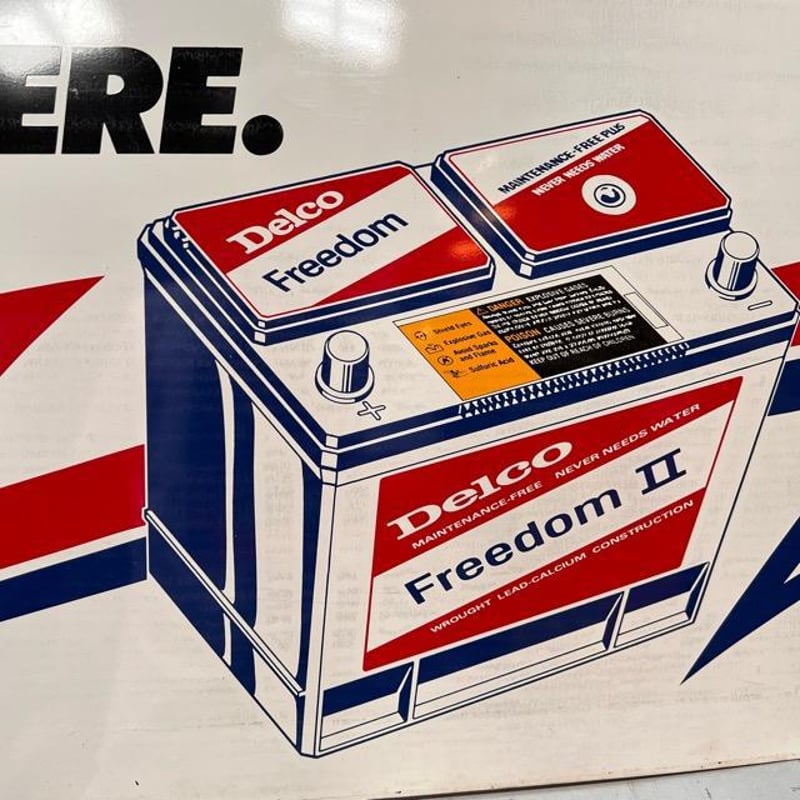 ERE.
Delco
Freedom
MAINTENANCE-FREE PLUS
NEVER NEEDS WATER
Shield Eyes
Explosive Gas
Avoid Sparks
and Flame
Sulfuric Acid
DANGER: EXPLOSIVE GASES
POISON CAUSES SEVERE BURNS
KEEP OUT OF REACH OF CHILDREN
+
−
Delco
MAINTENANCE-FREE NEVER NEEDS WATER
Freedom II
WROUGHT LEAD-CALCIUM CONSTRUCTION